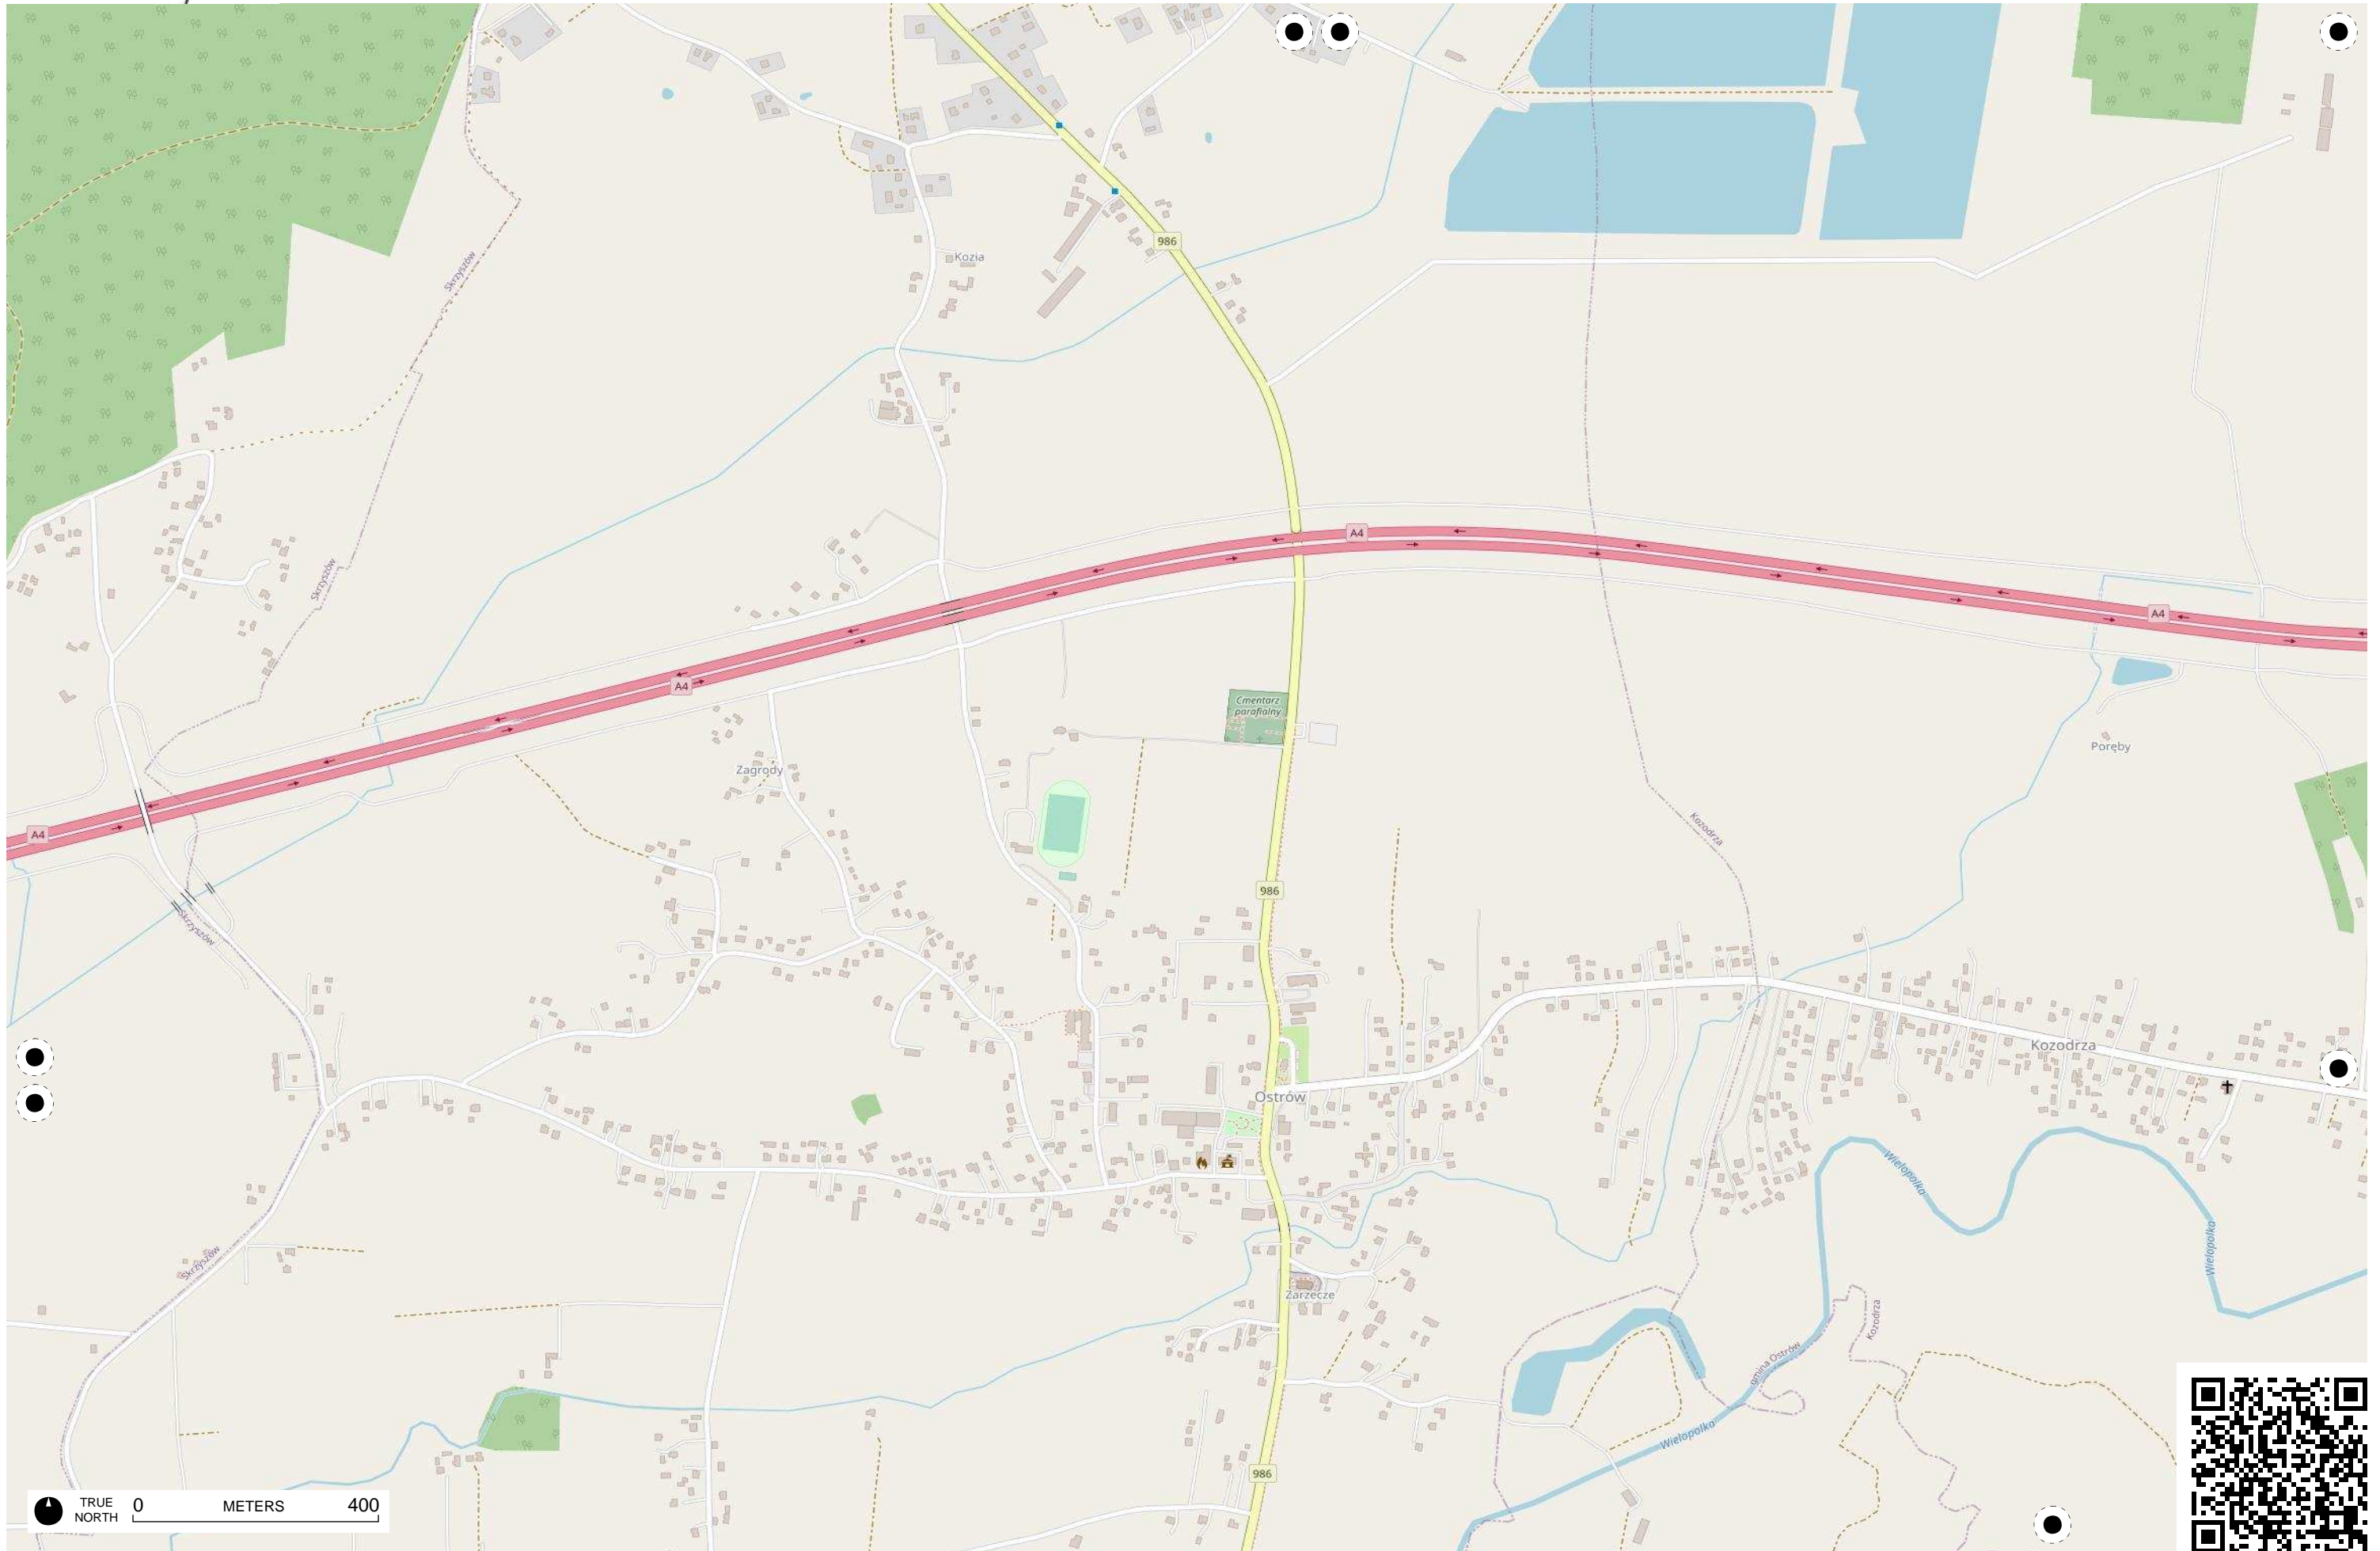 986
Kozia
Skrzyszów
A4
Skrzyszów
A4
A4
Cmentarz
parafialny
Poręby
Zagrody
Kozodrza
A4
986
Skrzyszów
Kozodrza
Ostrów
Wielopolka
Wielopolka
Skrzyszów
Zarzecze
Kozodrza
gmina Ostrów
Wielopolka
986
TRUE
NORTH
0 METERS 400